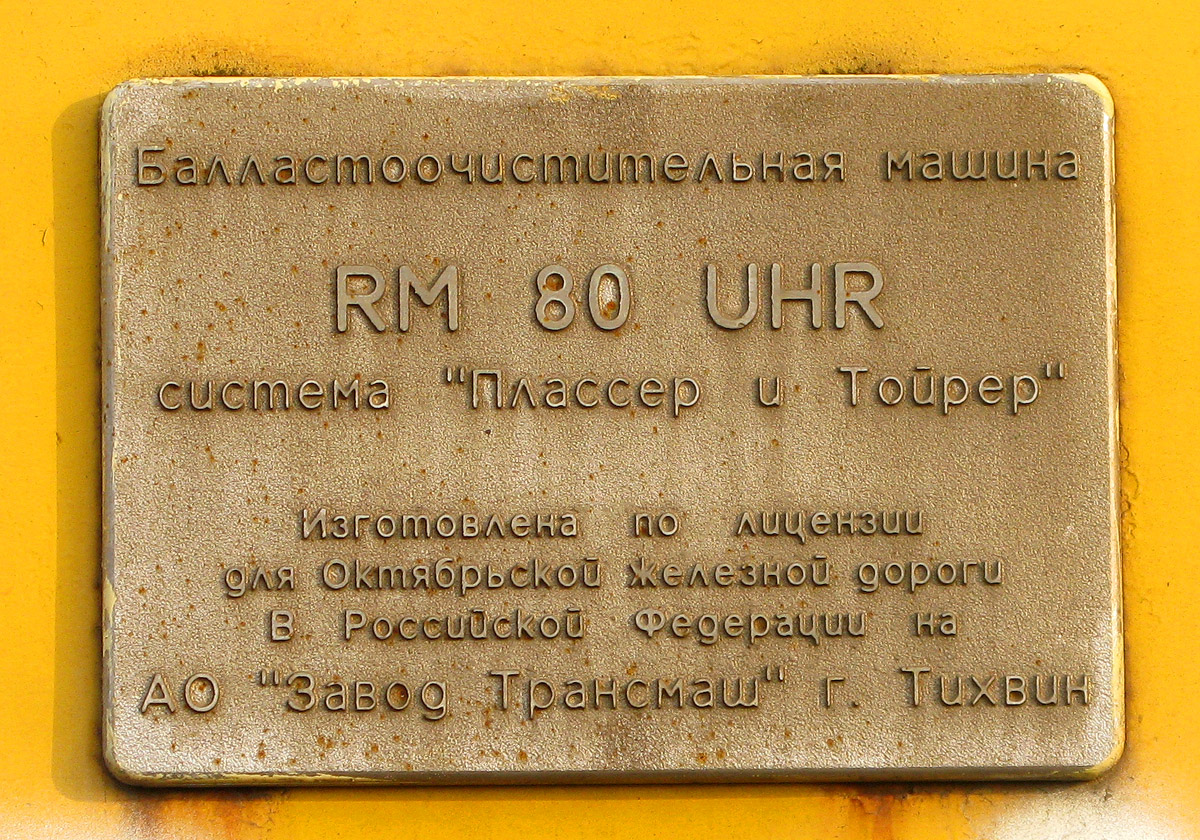 Балластоочистительная машина
RM 80 UHR
система "Плассер и Тойрер"
Изготовлена по лицензии
для Октябрьской железной дороги
В Российской Федерации на
АО "Завод Трансмаш" г. Тихвин